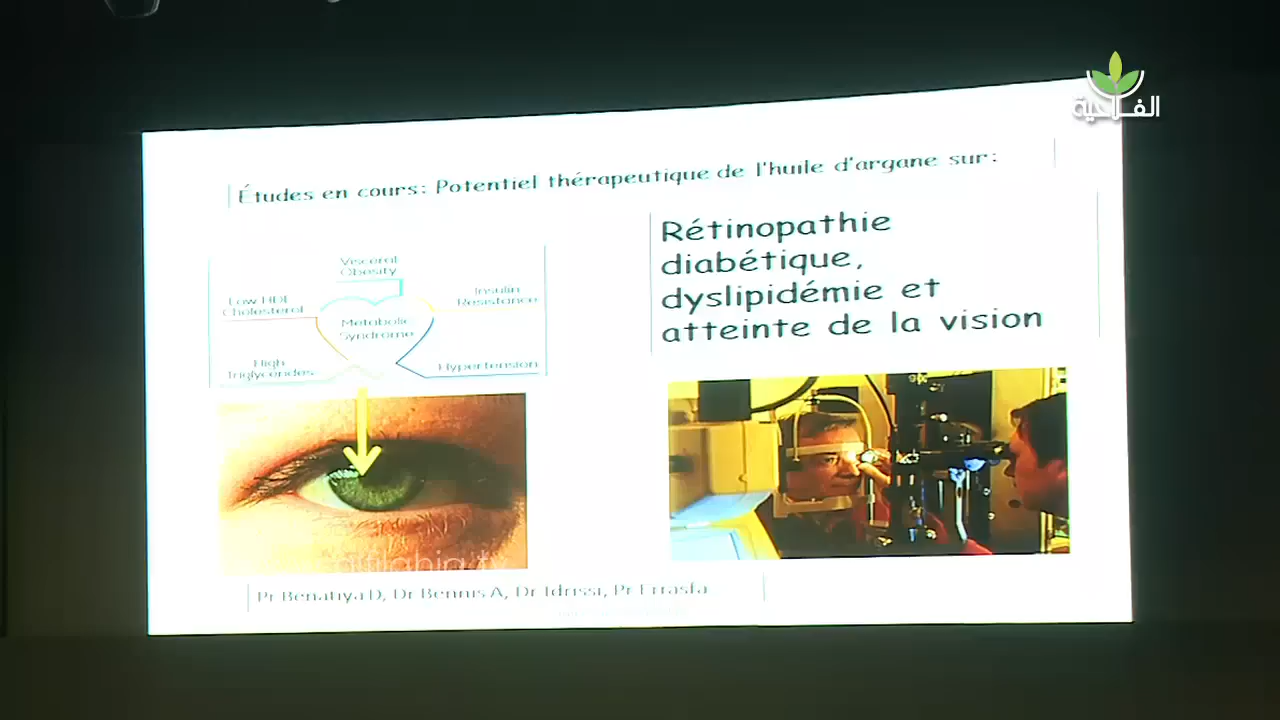 الفلاحية
Études en cours: Potentiel thérapeutique de l'huile d'argane sur:
Rétinopathie
diabétique,
dyslipidémie et
atteinte de la vision
Visceral
Obesity
Low HDL
Cholesterol
Insulin
Resistance
Metabolic
Syndrome
High
Triglycerides
Hypertension
Pr Benatiya D, Dr Bennis A, Dr Idrissi, Pr Errasfa